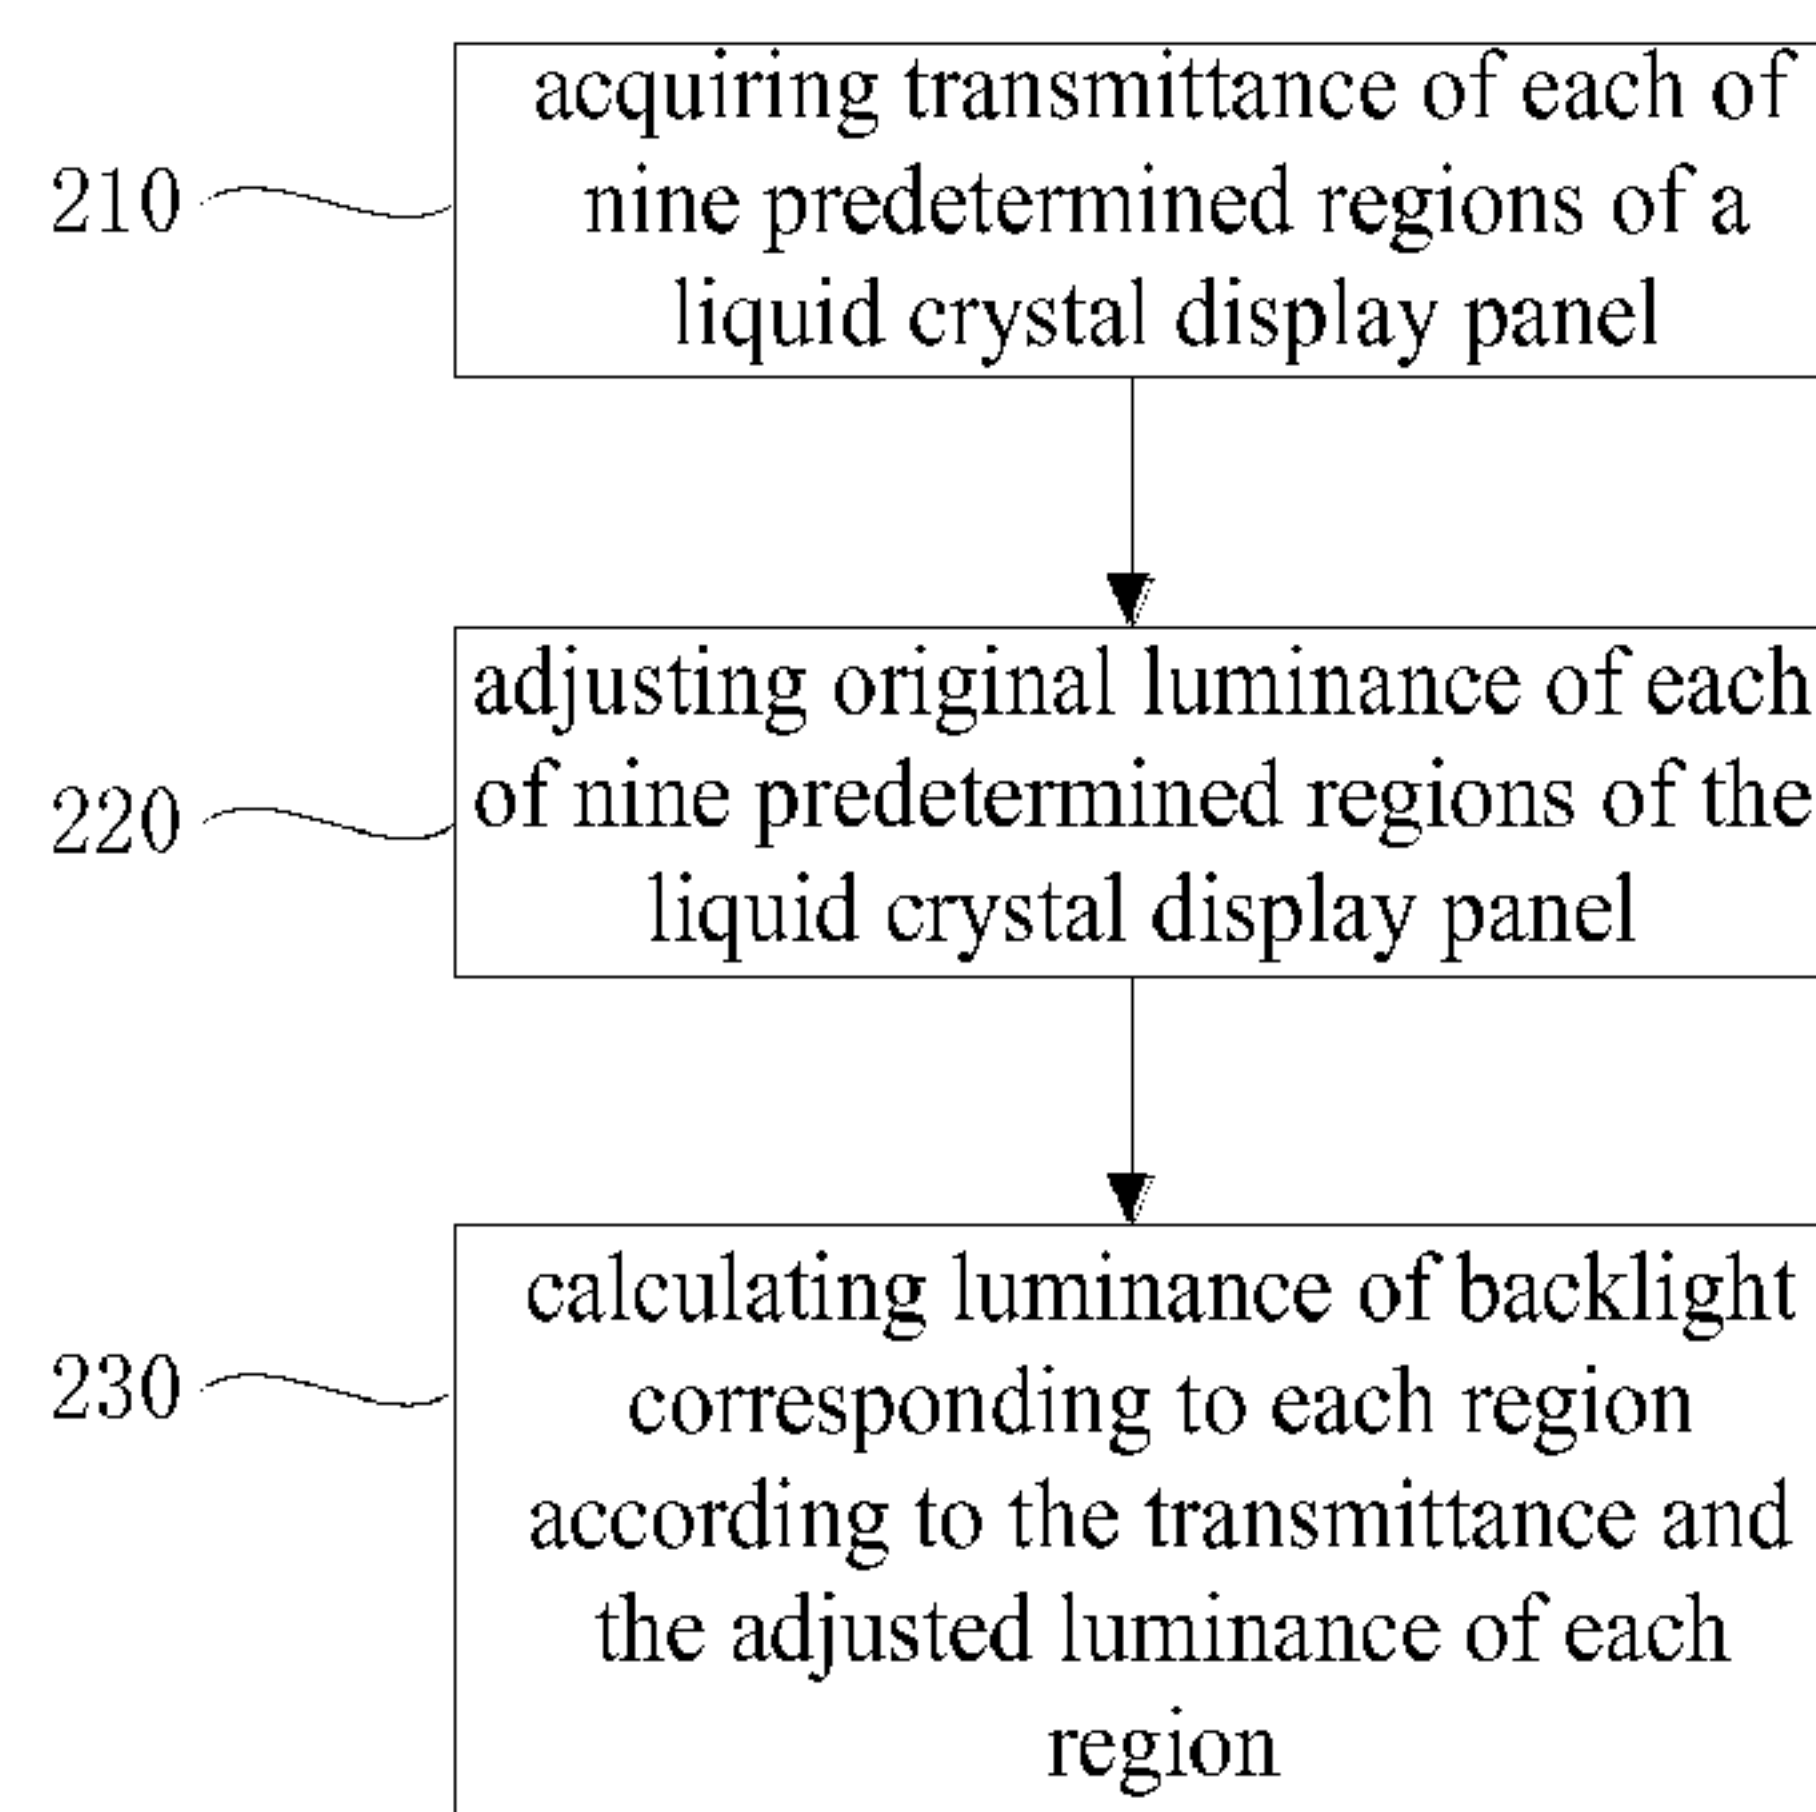 acquiring transmittance of each of
210
nine predetermined regions of a
liquid crystal display panel
adjusting original luminance of each
220
of nine predetermined regions of the
liquid crystal display panel
calculating luminance of backlight
230
corresponding to each region
according to the transmittance and
the adjusted luminance of each
region